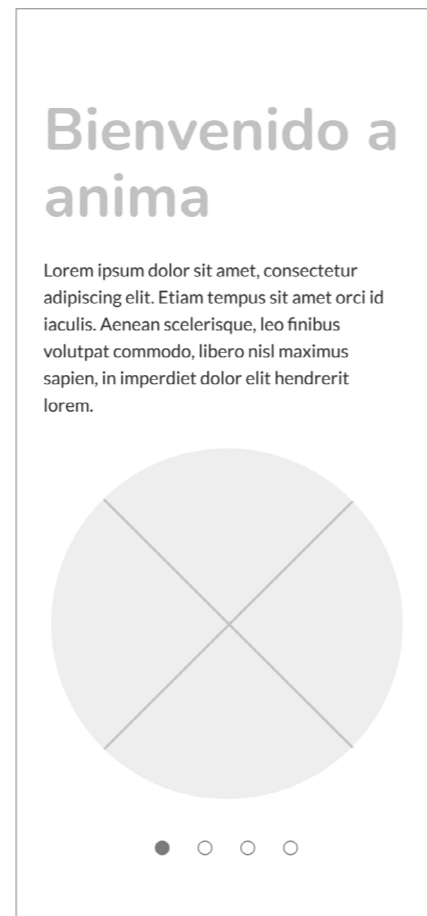 Bienvenido a
anima
Lorem ipsum dolor sit amet, consectetur
adipiscing elit. Etiam tempus sit amet orci id
iaculis. Aenean scelerisque, leo finibus
volutpat commodo, libero nisl maximus
sapien, in imperdiet dolor elit hendrerit
lorem.